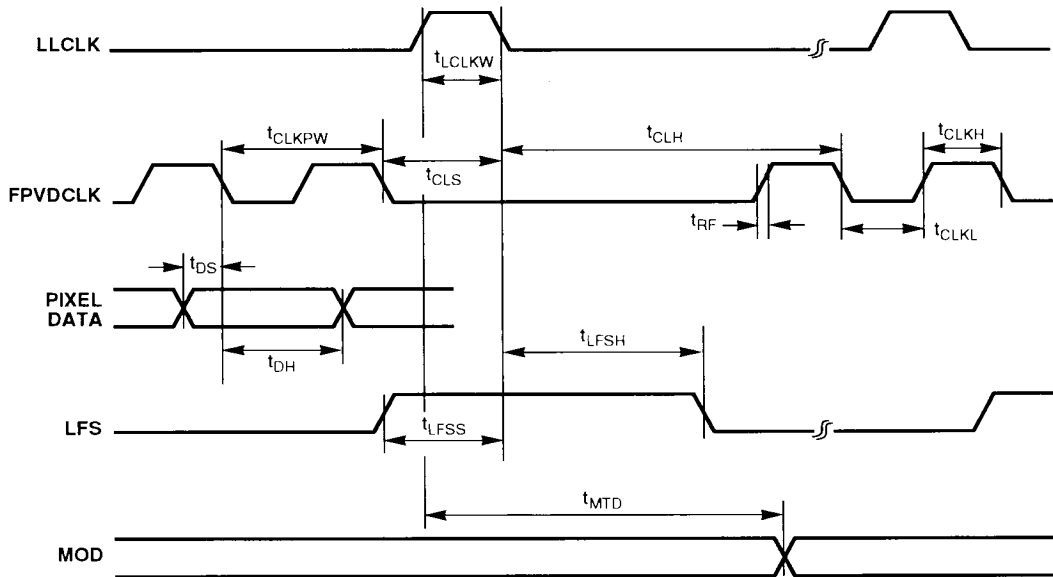 LLCLK
tLCLKW
tCLKPW
tCLH
tCLKH
tCLS
FPVDCLK
tRF
tCLKL
tDS
PIXEL
DATA
tLFSH
tDH
LFS
tLFSS
tMTD
MOD